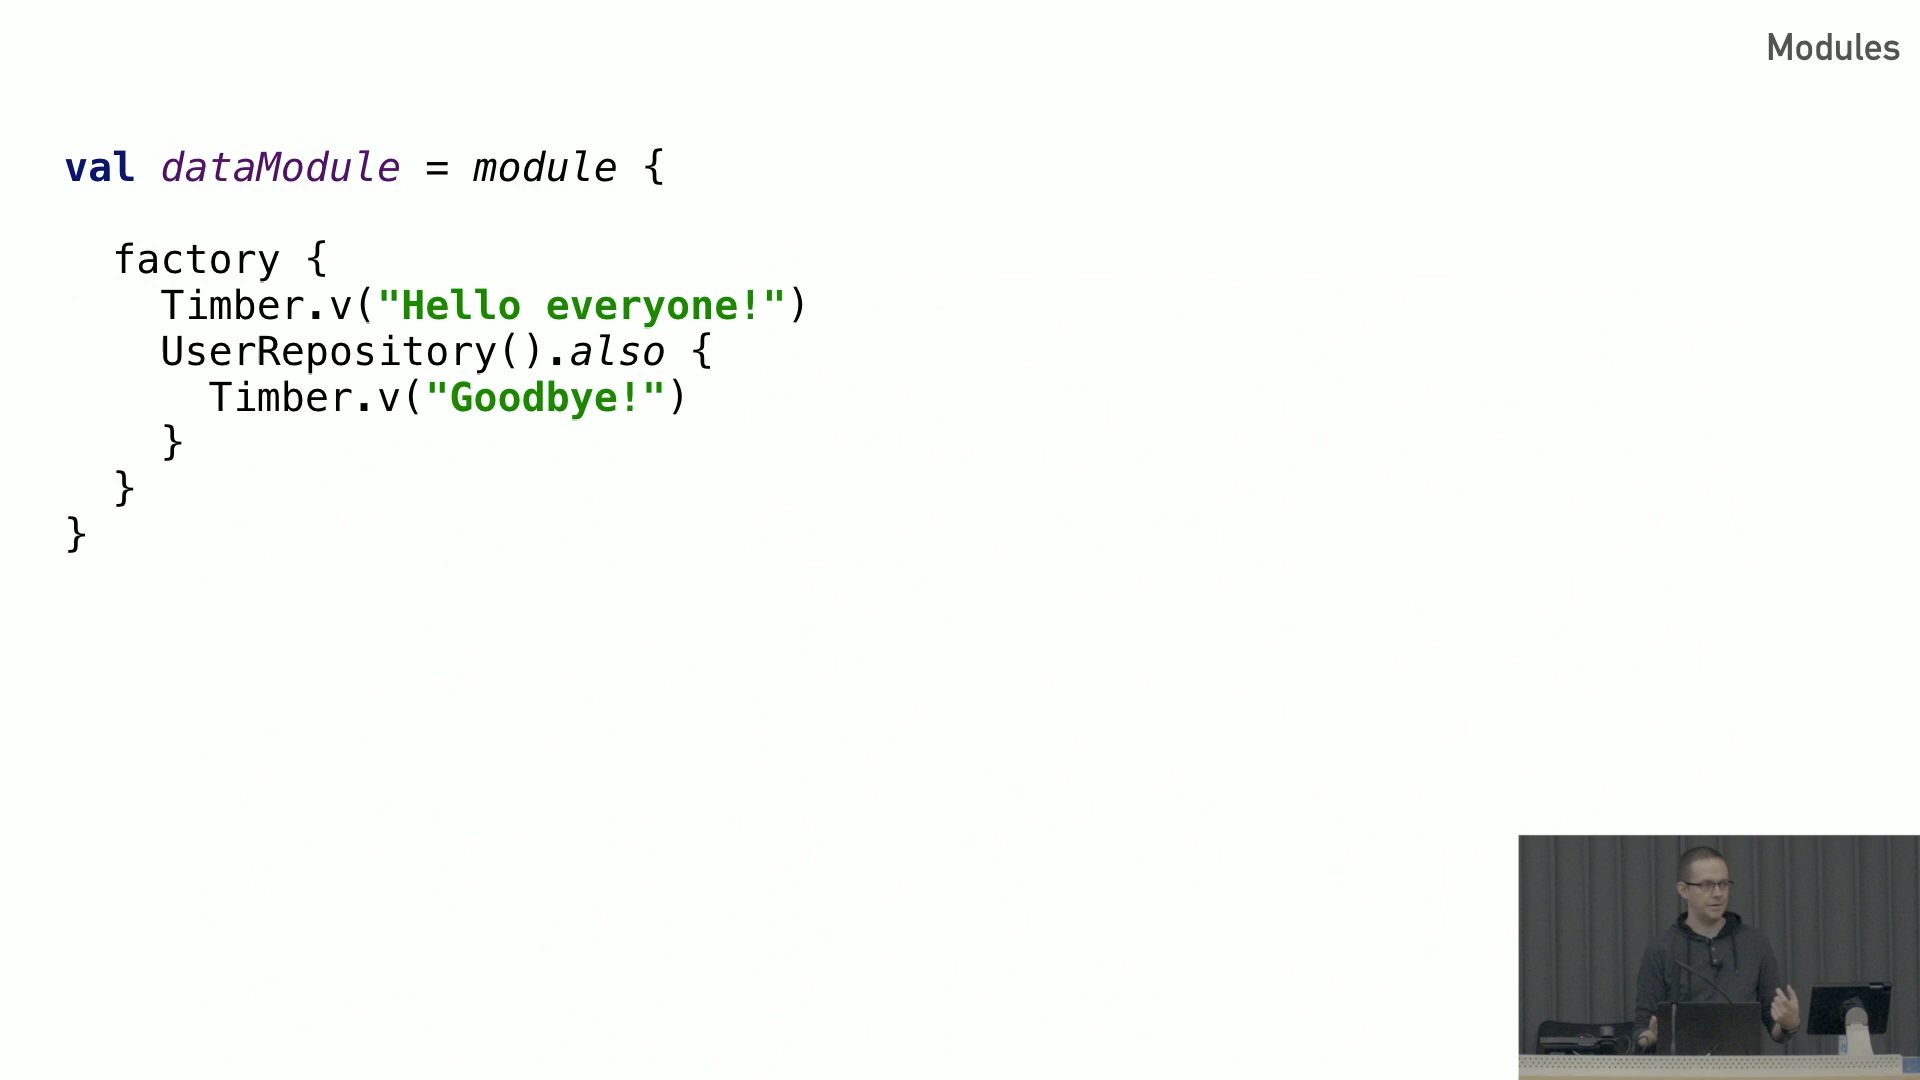 Modules
val dataModule = module {
factory {
Timber.v("Hello everyone!")
UserRepository().also {
Timber.v("Goodbye!")
}
}
}